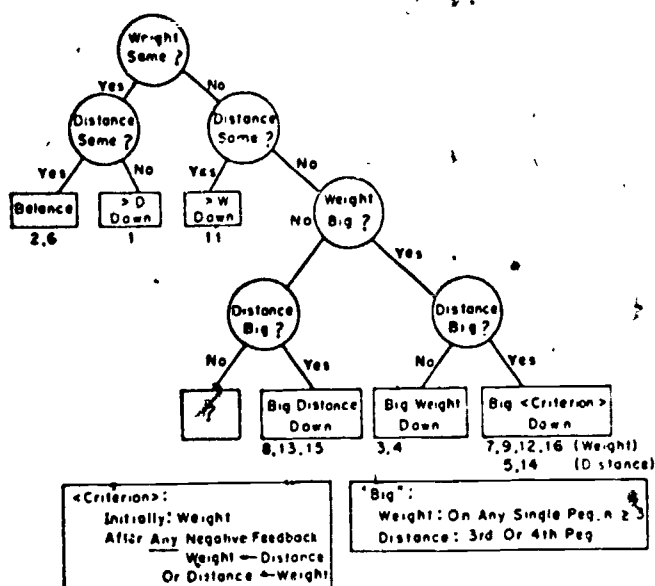 Weight
Same ?
Yes
No
Distance
Same ?
Distance
Same ?
Yes
No
Yes
No
Balance
> D
Down
> W
Down
2,6
1
11
Weight
Big ?
No
Yes
Distance
Big ?
Distance
Big ?
No
Yes
No
Yes
Big Distance
Down
Big Weight
Down
Big <Criterion>
Down
8,13,15
3,4
7,9,12,16 (Weight)
5,14 (D stance)
<Criterion>:
Initially: Weight
After Any Negative Feedback
Weight ← Distance
Or Distance ← Weight
"Big":
Weight: On Any Single Peg, n ≥ 3
Distance: 3rd Or 4th Peg